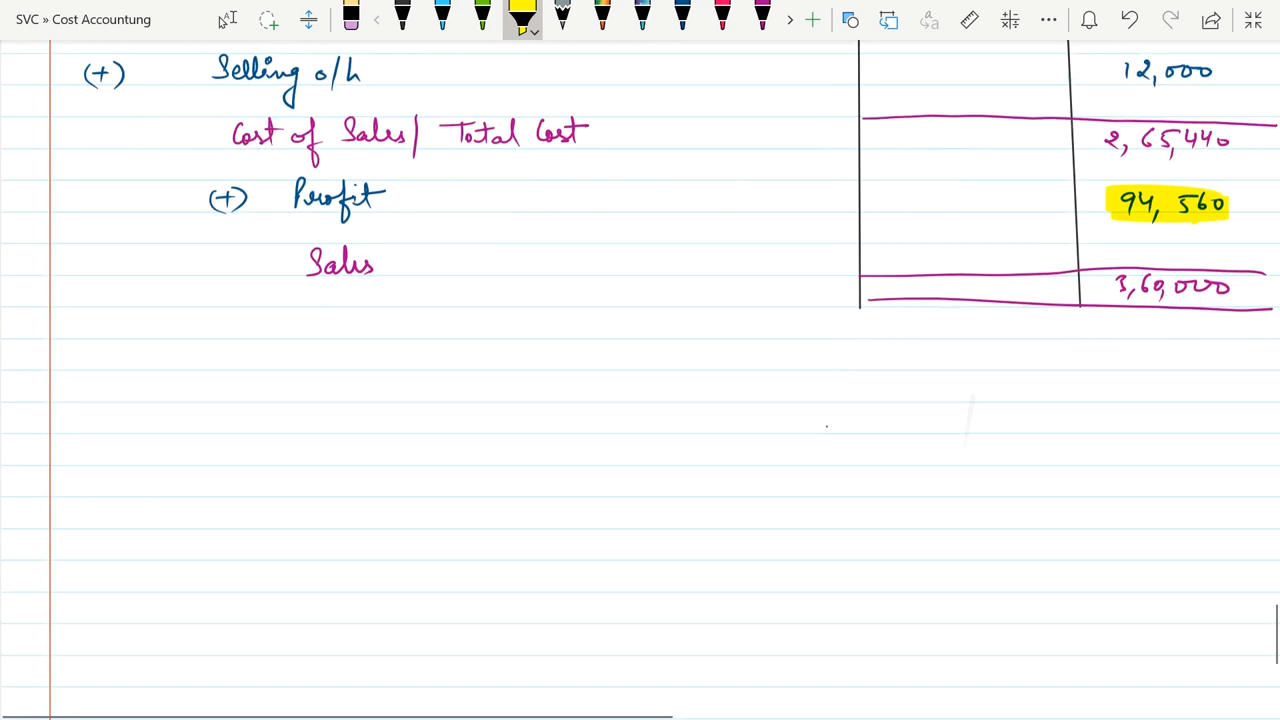 SVC » Cost Accountung
(+) Selling o/h 12,000
Cost of Sales/ Total Cost 2,65,440
(+) Profit 94,560
Sales 3,60,000